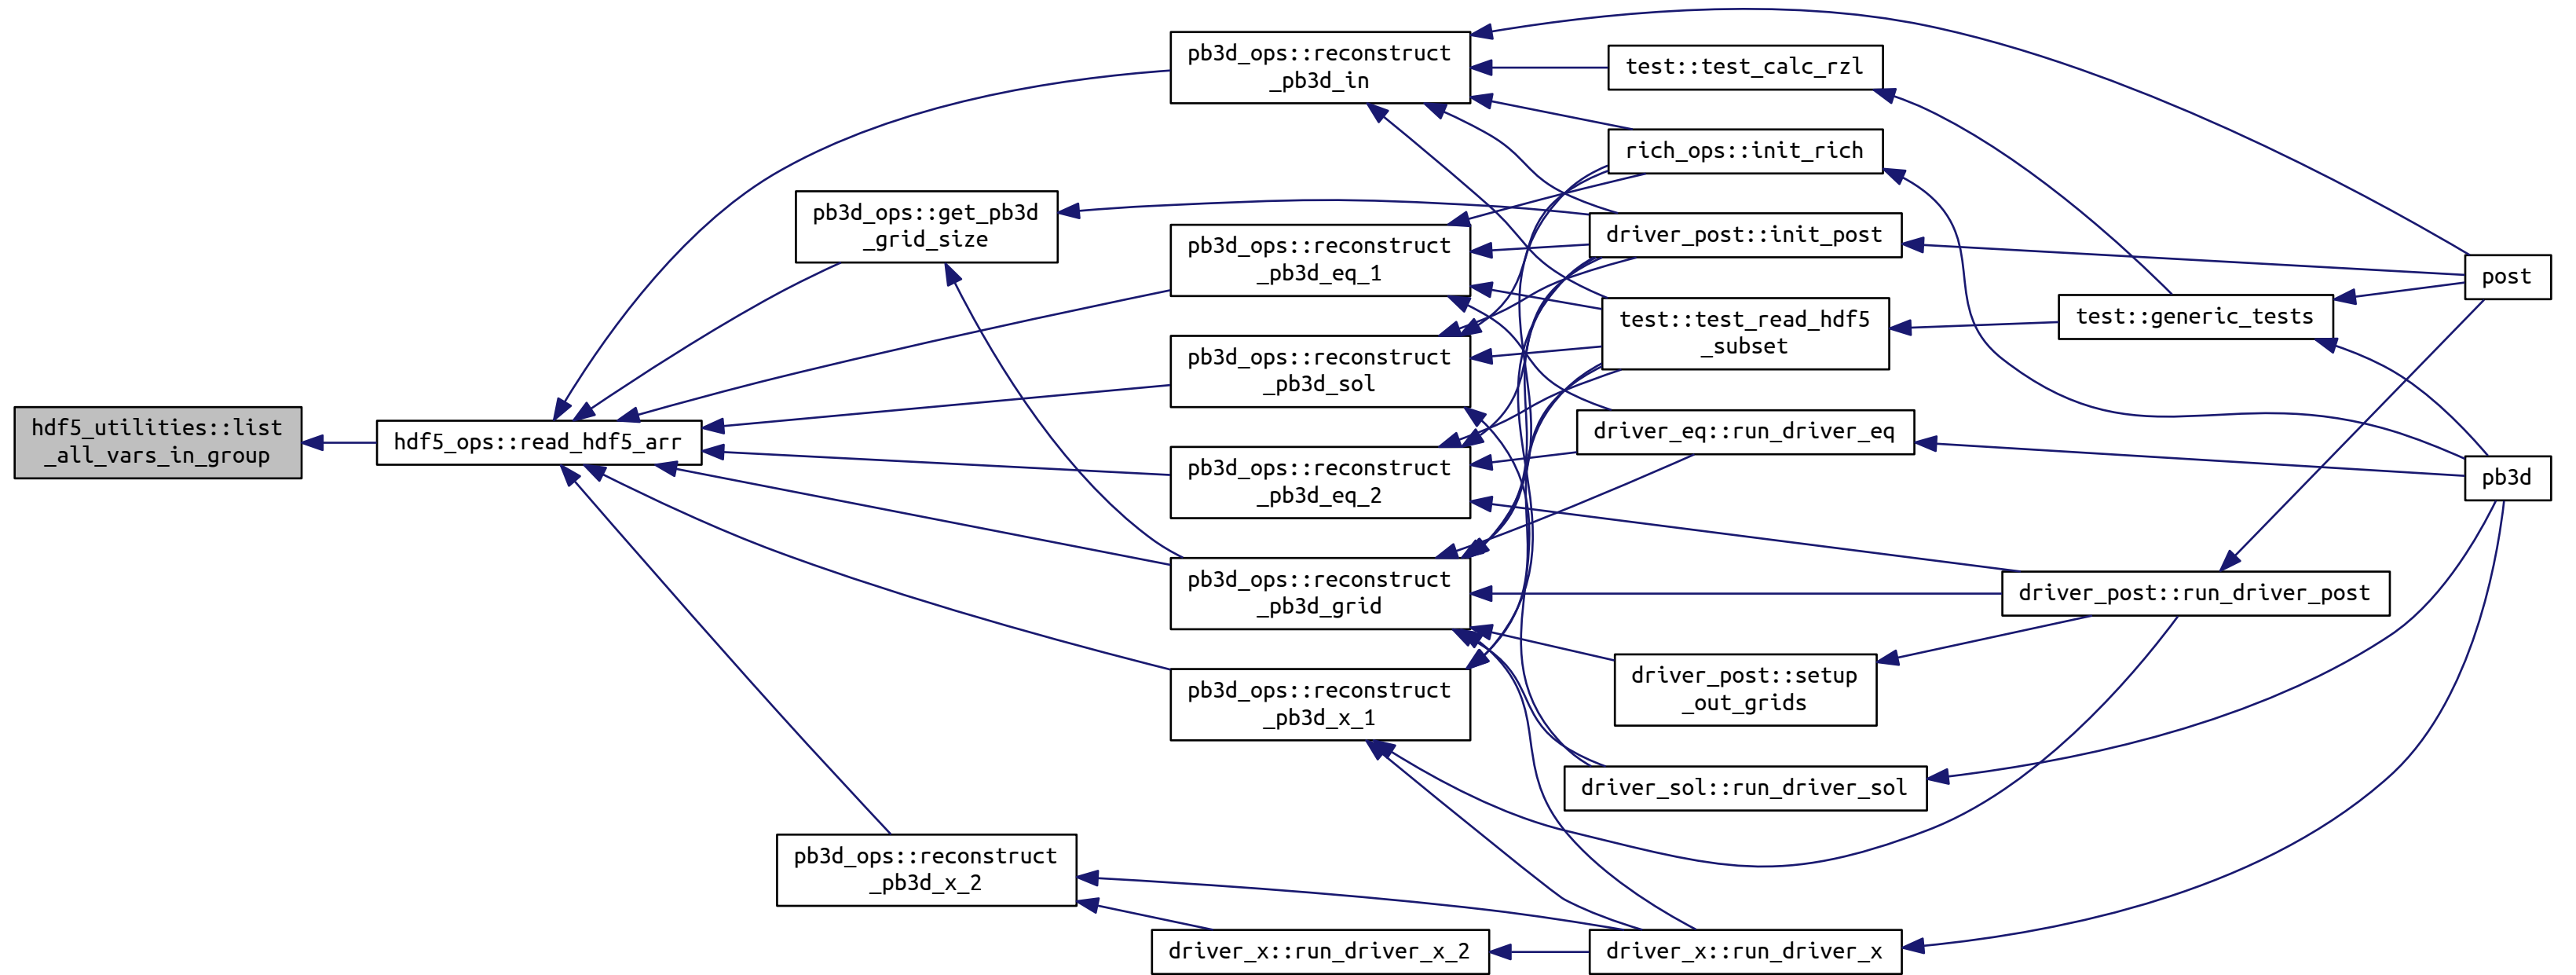 hdf5_utilities::list
_all_vars_in_group
hdf5_ops::read_hdf5_arr
pb3d_ops::get_pb3d
_grid_size
pb3d_ops::reconstruct
_pb3d_x_2
pb3d_ops::reconstruct
_pb3d_in
pb3d_ops::reconstruct
_pb3d_eq_1
pb3d_ops::reconstruct
_pb3d_sol
pb3d_ops::reconstruct
_pb3d_eq_2
pb3d_ops::reconstruct
_pb3d_grid
pb3d_ops::reconstruct
_pb3d_x_1
driver_x::run_driver_x_2
test::test_calc_rzl
rich_ops::init_rich
driver_post::init_post
test::test_read_hdf5
_subset
driver_eq::run_driver_eq
driver_post::setup
_out_grids
driver_sol::run_driver_sol
driver_x::run_driver_x
test::generic_tests
driver_post::run_driver_post
post
pb3d